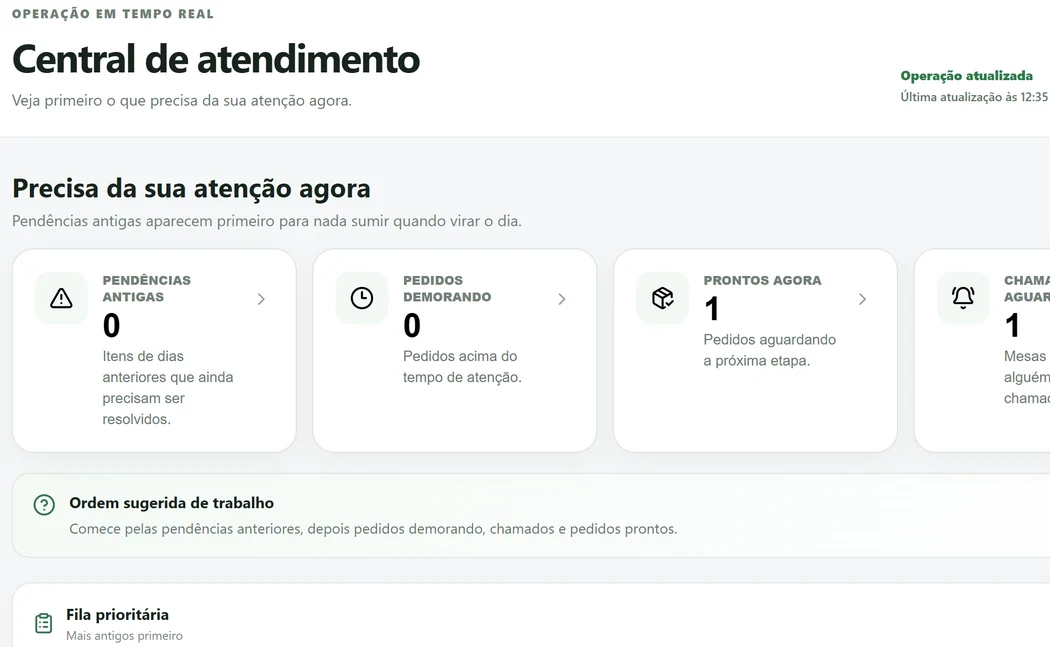 OPERAÇÃO EM TEMPO REAL
Central de atendimento
Veja primeiro o que precisa da sua atenção agora.
Operação atualizada
Última atualização às 12:35
Precisa da sua atenção agora
Pendências antigas aparecem primeiro para nada sumir quando virar o dia.
PENDÊNCIAS
ANTIGAS
0
Itens de dias
anteriores que ainda
precisam ser
resolvidos.
PEDIDOS
DEMORANDO
0
Pedidos acima do
tempo de atenção.
PRONTOS AGORA
1
Pedidos aguardando
a próxima etapa.
1
Mesas
Ordem sugerida de trabalho
Comece pelas pendências anteriores, depois pedidos demorando, chamados e pedidos prontos.
Fila prioritária
Mais antigos primeiro